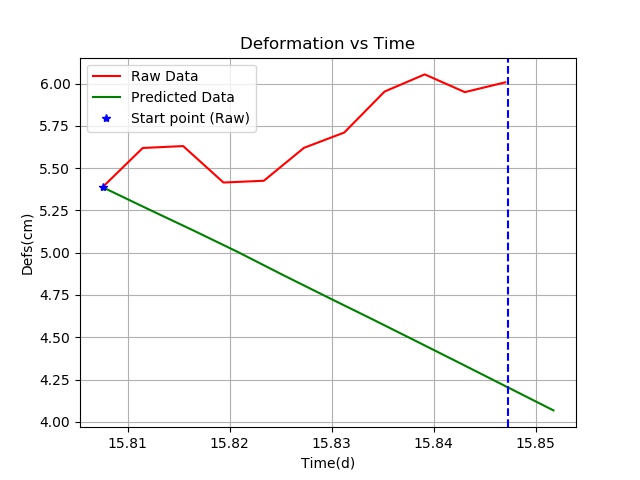 Deformation vs Time
Raw Data
Predicted Data
Start point (Raw)
6.00
5.75
5.50
5.25
5.00
4.75
4.50
4.25
4.00
Defs(cm)
15.81 15.82 15.83 15.84 15.85
Time(d)